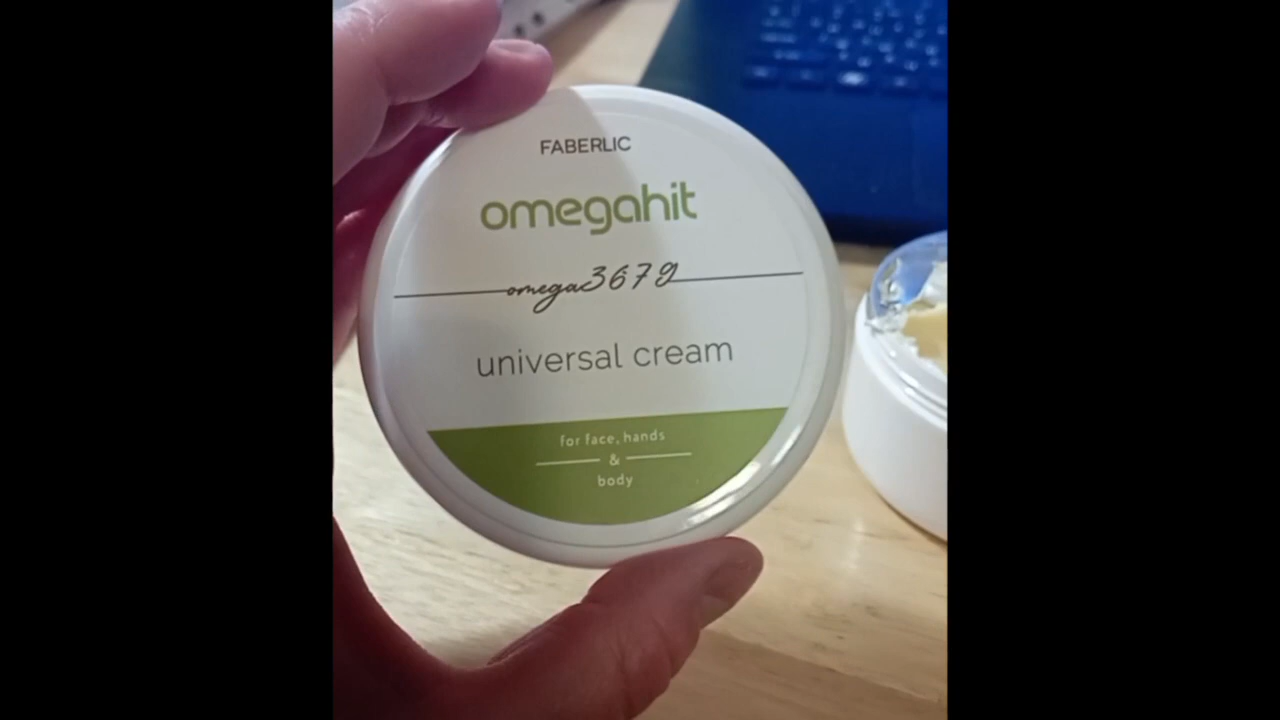 FABERLIC
omegahit
omega3679
universal cream
for face, hands
&
body